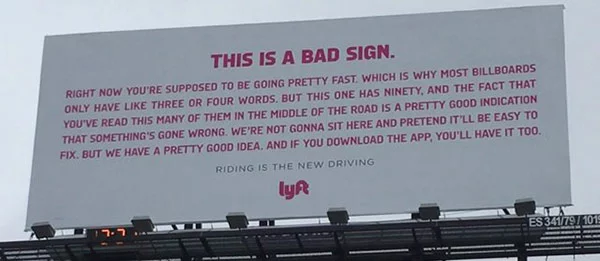 THIS IS A BAD SIGN.
RIGHT NOW YOU'RE SUPPOSED TO BE GOING PRETTY FAST. WHICH IS WHY MOST BILLBOARDS
ONLY HAVE LIKE THREE OR FOUR WORDS. BUT THIS ONE HAS NINETY, AND THE FACT THAT
YOU'VE READ THIS MANY OF THEM IN THE MIDDLE OF THE ROAD IS A PRETTY GOOD INDICATION
THAT SOMETHING'S GONE WRONG. WE'RE NOT GONNA SIT HERE AND PRETEND IT'LL BE EASY TO
FIX. BUT WE HAVE A PRETTY GOOD IDEA. AND IF YOU DOWNLOAD THE APP, YOU'LL HAVE IT TOO.
RIDING IS THE NEW DRIVING
lyft
ES 341/79/